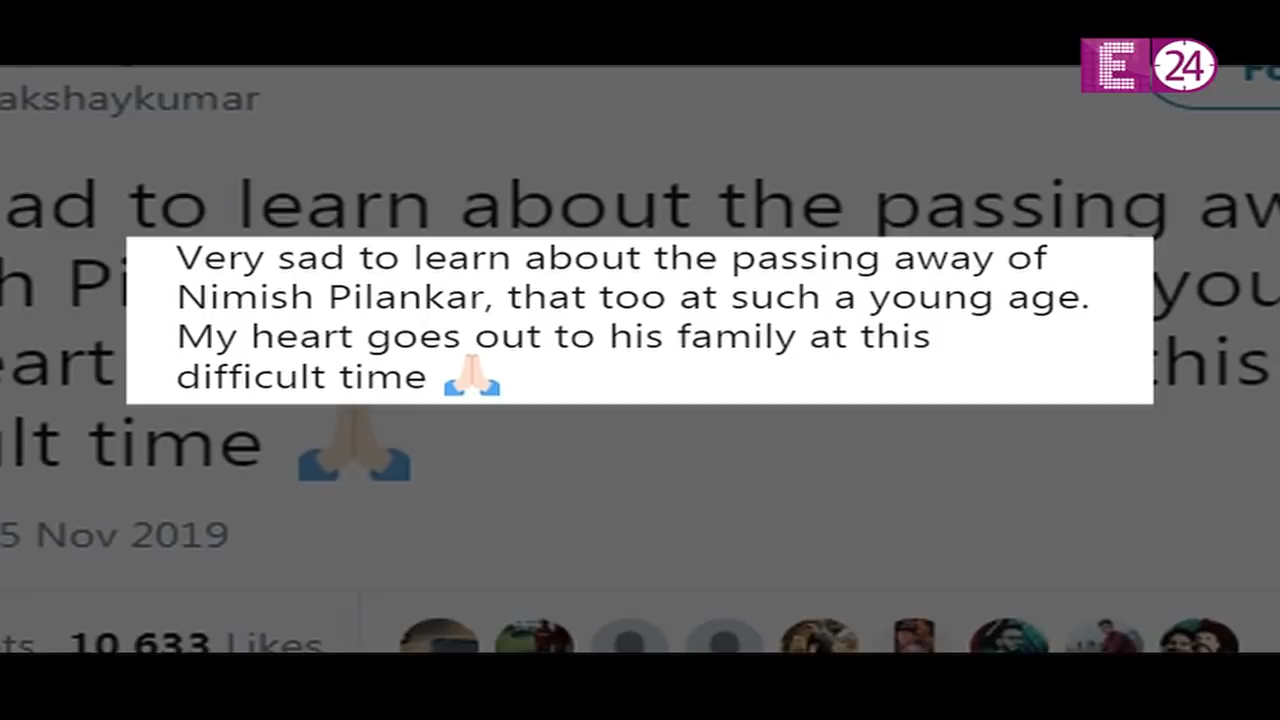 E 24
akshaykumar
ad to learn about the passing aw
Very sad to learn about the passing away of
Nimish Pilankar, that too at such a young age.
My heart goes out to his family at this
difficult time 🙏🏻
h Pi
you
eart
this
ult time 🙏🏻
5 Nov 2019
ts 10,633 Likes